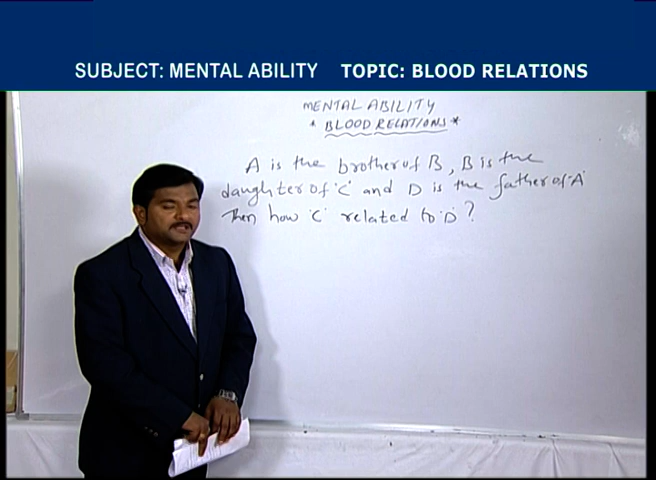 SUBJECT: MENTAL ABILITY TOPIC: BLOOD RELATIONS
MENTAL ABILITY
* BLOOD RELATIONS *
A is the brother of B, B is the
daughter of 'C' and D is the father of 'A'
Then how 'C' related to 'D'?